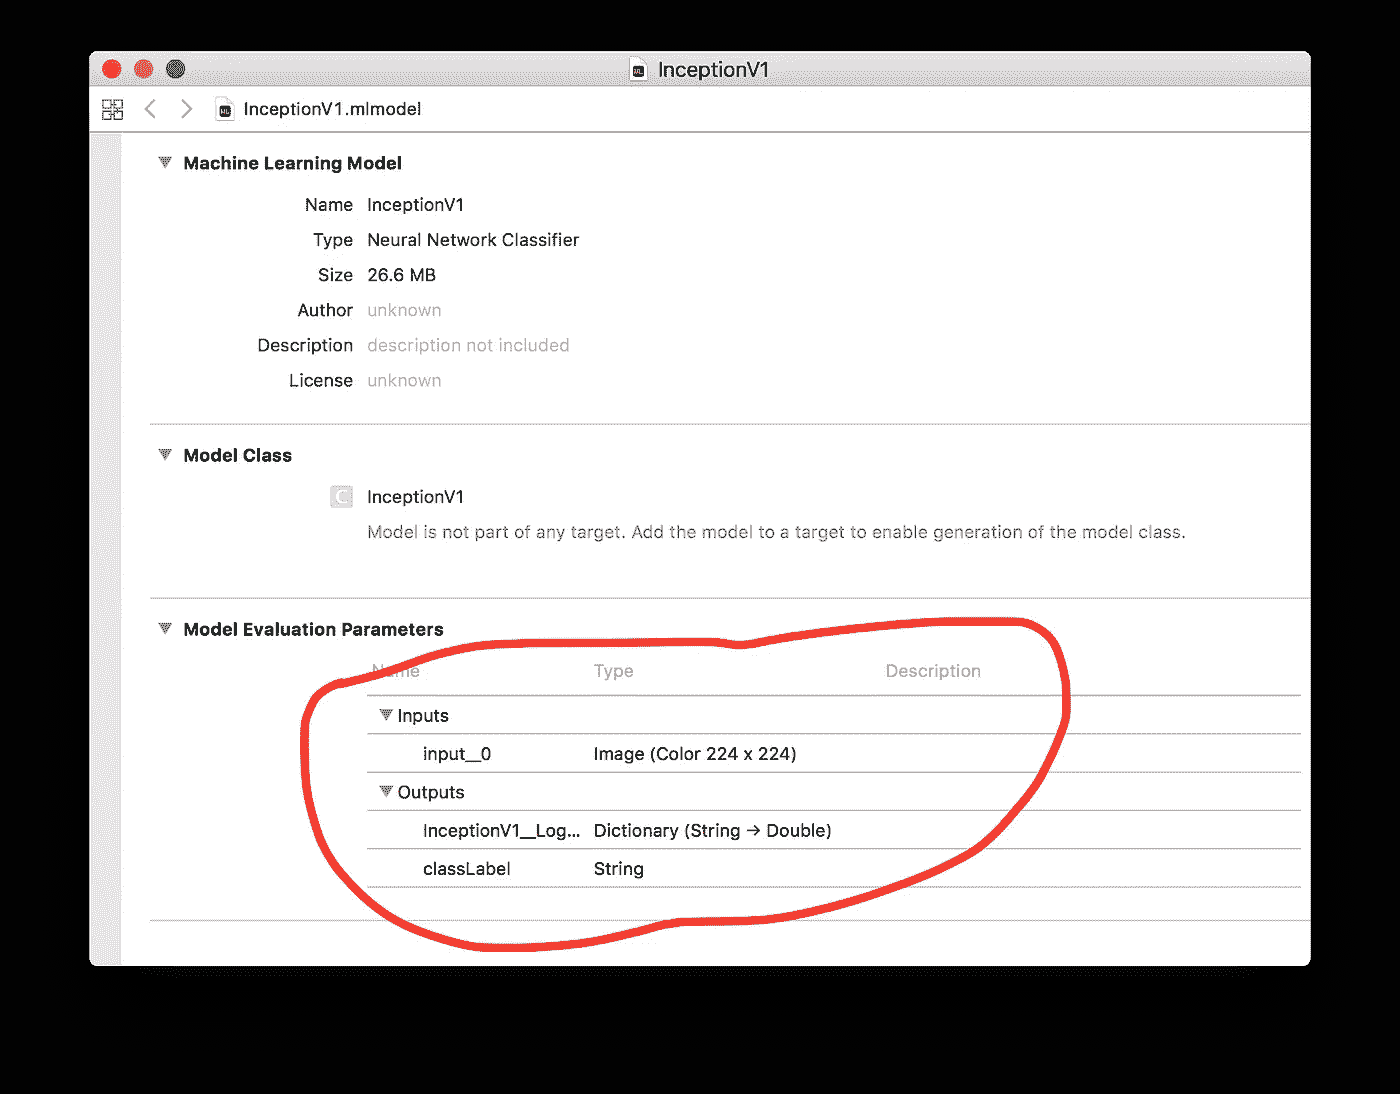 InceptionV1
InceptionV1.mlmodel
Machine Learning Model
Name InceptionV1
Type Neural Network Classifier
Size 26.6 MB
Author unknown
Description description not included
License unknown
Model Class
C InceptionV1
Model is not part of any target. Add the model to a target to enable generation of the model class.
Model Evaluation Parameters
Name Type Description
Inputs
input__0 Image (Color 224 x 224)
Outputs
InceptionV1__Log... Dictionary (String → Double)
classLabel String